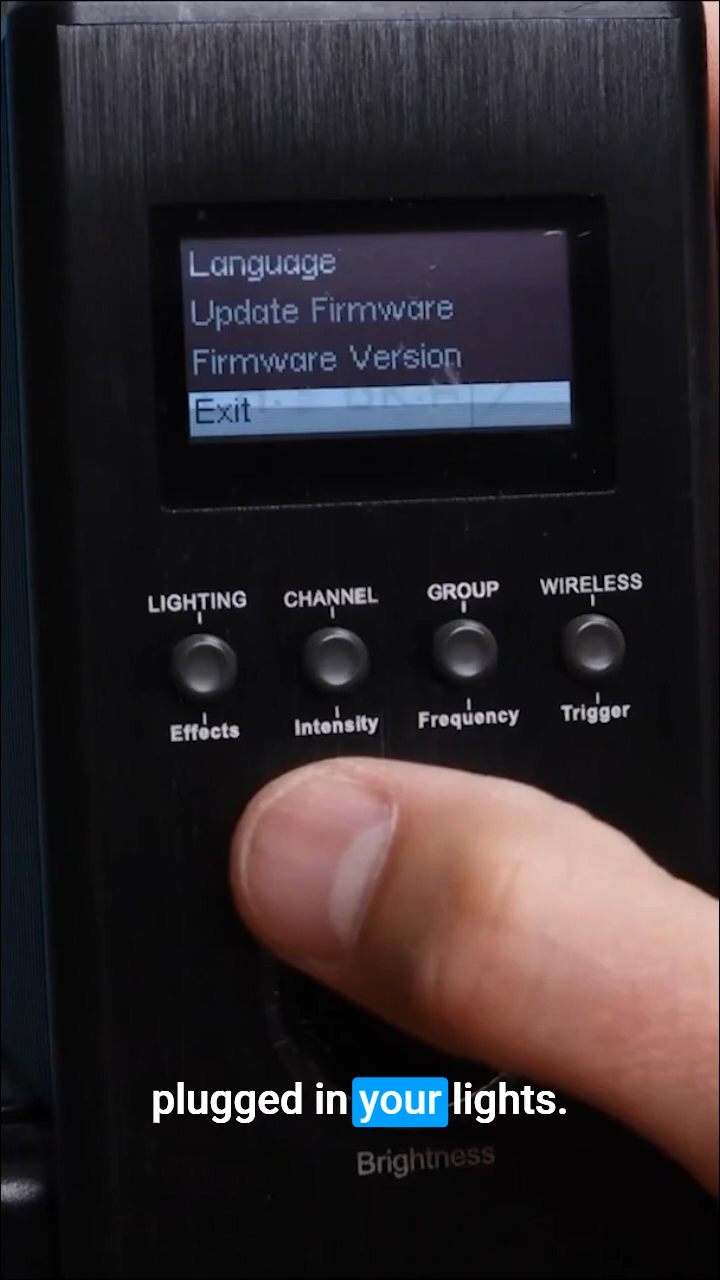 Language
Update Firmware
Firmware Version
Exit
LIGHTING CHANNEL GROUP WIRELESS
Effects Intensity Frequency Trigger
plugged in your lights.
Brightness